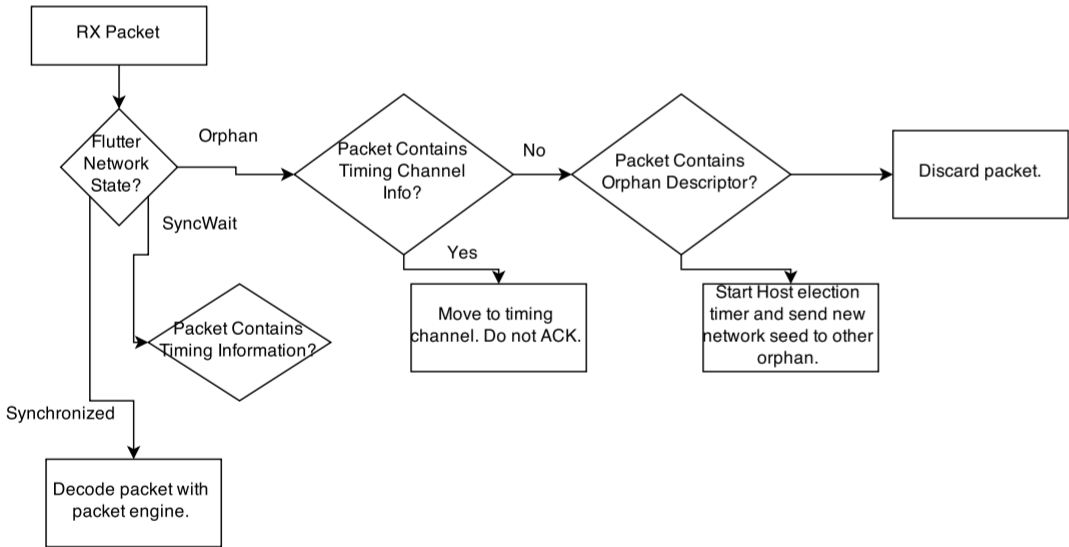 RX Packet
Flutter
Network
State?
Orphan
Packet Contains
Timing Channel
Info?
No
Packet Contains
Orphan Descriptor?
Discard packet.
SyncWait
Yes
Packet Contains
Timing Information?
Move to timing
channel. Do not ACK.
Start Host election
timer and send new
network seed to other
orphan.
Synchronized
Decode packet with
packet engine.